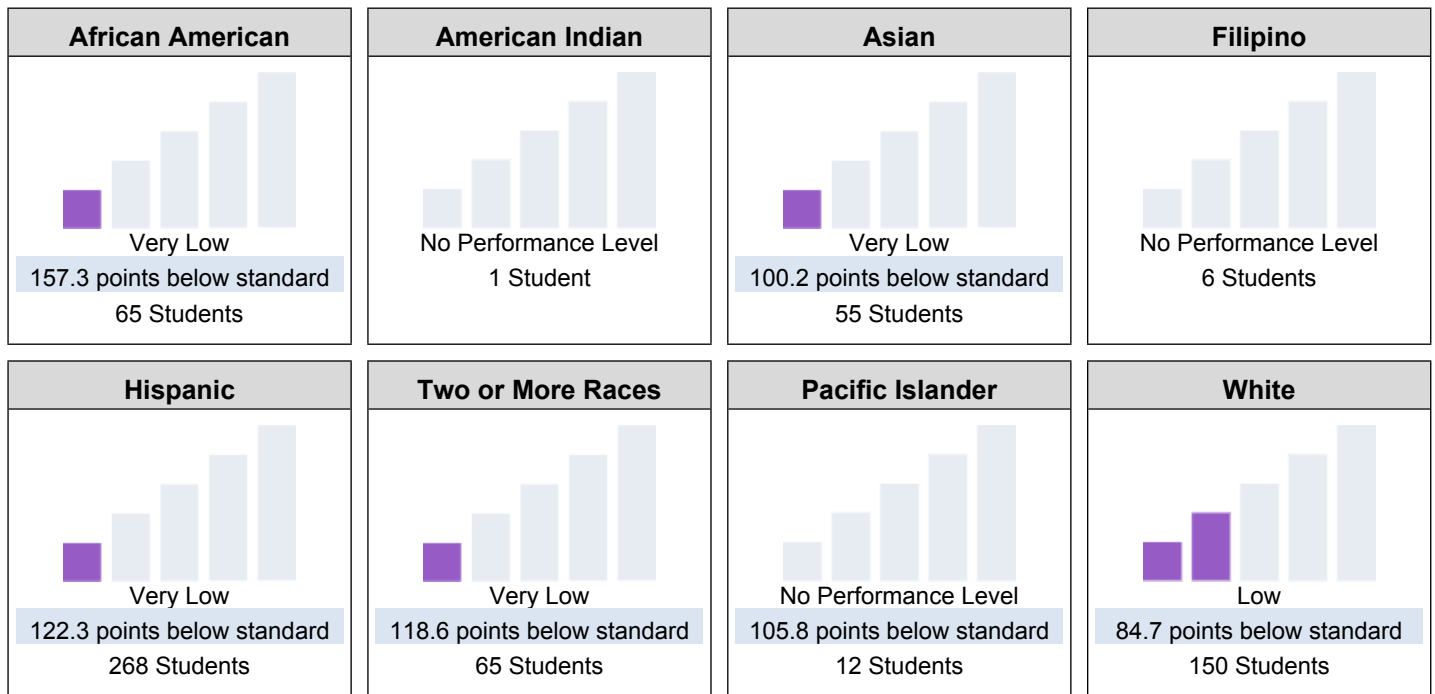 African American
Very Low
157.3 points below standard
65 Students
American Indian
No Performance Level
1 Student
Asian
Very Low
100.2 points below standard
55 Students
Filipino
No Performance Level
6 Students
Hispanic
Very Low
122.3 points below standard
268 Students
Two or More Races
Very Low
118.6 points below standard
65 Students
Pacific Islander
No Performance Level
105.8 points below standard
12 Students
White
Low
84.7 points below standard
150 Students